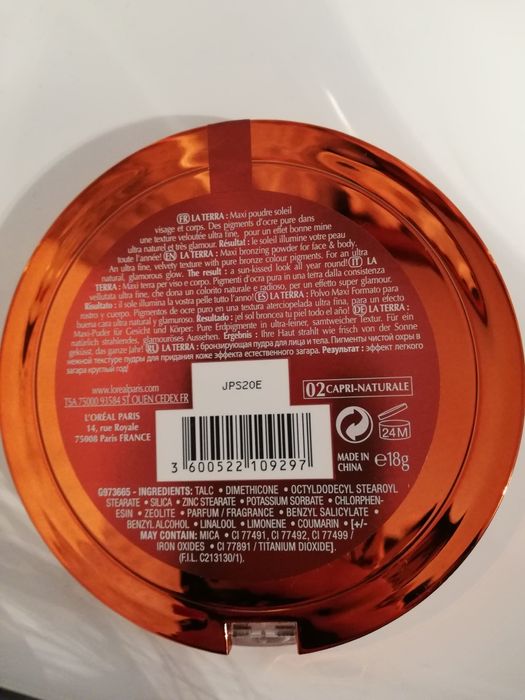 FR LA TERRA : Maxi poudre soleil
visage et corps. Des pigments d'ocre pure dans
une texture veloutée ultra fine, pour un effet bonne mine
ultra naturel et très glamour. Résultat : le soleil illumine votre peau
toute l'année! EN LA TERRA : Maxi bronzing powder for face & body.
An ultra fine, velvety texture with pure bronze colour pigments. For an ultra
natural, glamorous glow. The result : a sun-kissed look all year round! IT LA
TERRA : Maxi terra per viso e corpo. Pigmenti d'ocra pura in una terra dalla consistenza
vellutata ultra fine, che dona un colorito naturale e radioso, per un effetto super glamour.
Risultato : il sole illumina la vostra pelle tutto l'anno! ES LA TERRA : Polvo Maxi Formato para
rostro y cuerpo. Pigmentos de ocre puro en una textura aterciopelada ultra fina, para un efecto
buena cara ultra natural y glamuroso. Resultado : ¡el sol broncea tu piel todo el año! DE LA TERRA :
Maxi-Puder für Gesicht und Körper: Pure Erdpigmente in ultra-feiner, samtweicher Textur. Für ein
natürlich strahlendes, glamouröses Aussehen. Ergebnis : Ihre Haut strahlt wie frisch von der Sonne
geküsst, das ganze Jahr! RU LA TERRA : бронзирующая пудра для лица и тела. Пигменты чистой охры в
нежной текстуре пудры для придания коже эффекта естественного загара. Результат : эффект легкого
загара круглый год!
www.lorealparis.com
TSA 75000 93584 ST OUEN CEDEX FR
JPS20E
02 CAPRI-NATURALE
L'ORÉAL PARIS
14, rue Royale
75008 Paris FRANCE
24M
3 600522 109297
MADE IN
CHINA
e18g
G973665 - INGREDIENTS: TALC • DIMETHICONE • OCTYLDODECYL STEAROYL
STEARATE • SILICA • ZINC STEARATE • POTASSIUM SORBATE • CHLORPHEN-
ESIN • ZEOLITE • PARFUM / FRAGRANCE • BENZYL SALICYLATE •
BENZYL ALCOHOL • LINALOOL • LIMONENE • COUMARIN • [+/-
MAY CONTAIN: MICA • CI 77491, CI 77492, CI 77499 /
IRON OXIDES • CI 77891 / TITANIUM DIOXIDE].
(F.I.L. C213130/1).